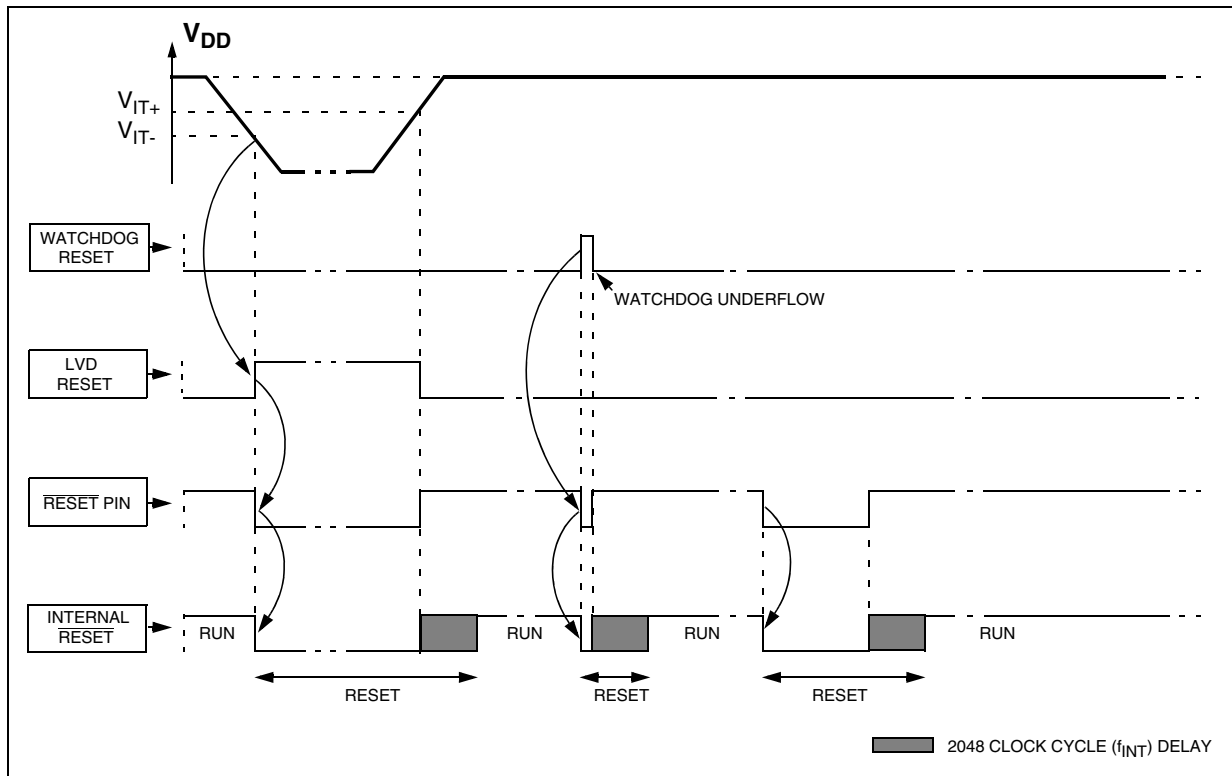 VDD
VIT+
VIT-
WATCHDOG
RESET
WATCHDOG UNDERFLOW
LVD
RESET
RESET PIN
INTERNAL
RESET
RUN
RUN
RUN
RUN
RESET
RESET
RESET
2048 CLOCK CYCLE (fINT) DELAY